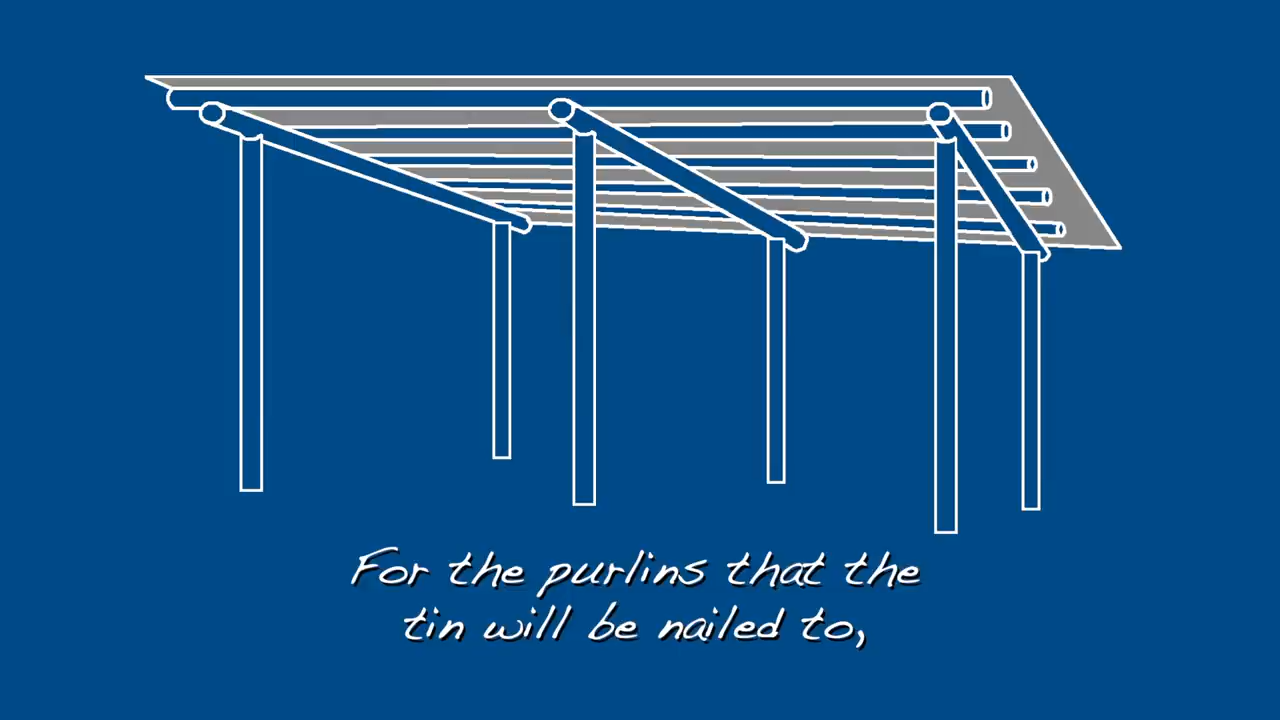 For the purlins that the
tin will be nailed to,